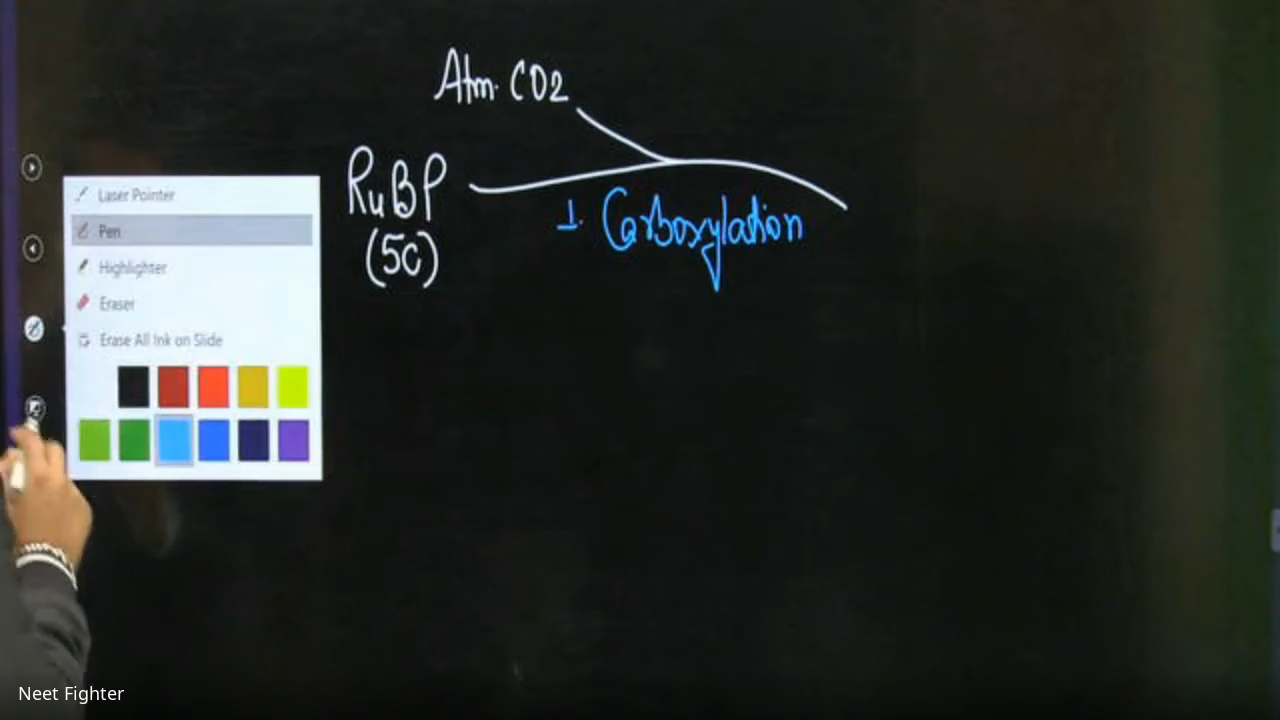 Atm. CO2
RuBP
(5C)
1. Carboxylation
Laser Pointer
Pen
Highlighter
Eraser
Erase All Ink on Slide
Neet Fighter